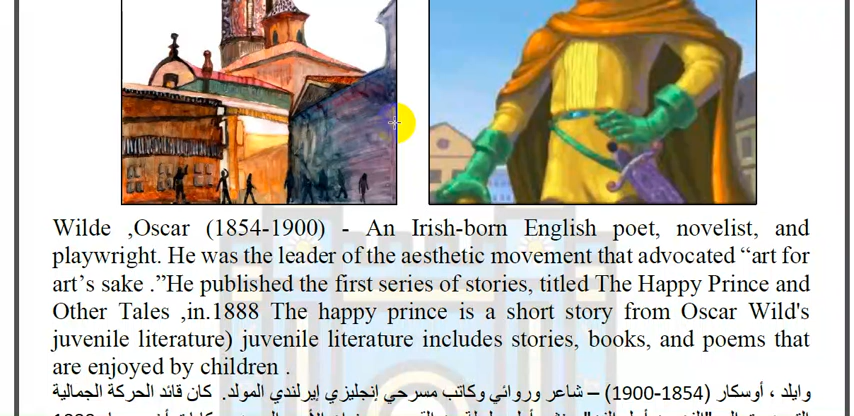 Wilde ,Oscar (1854-1900) - An Irish-born English poet, novelist, and
playwright. He was the leader of the aesthetic movement that advocated “art for
art’s sake .”He published the first series of stories, titled The Happy Prince and
Other Tales ,in.1888 The happy prince is a short story from Oscar Wild's
juvenile literature) juvenile literature includes stories, books, and poems that
are enjoyed by children .
وايلد ، أوسكار (1854-1900) – شاعر وروائي وكاتب مسرحي إنجليزي إيرلندي المولد. كان قائد الحركة الجمالية